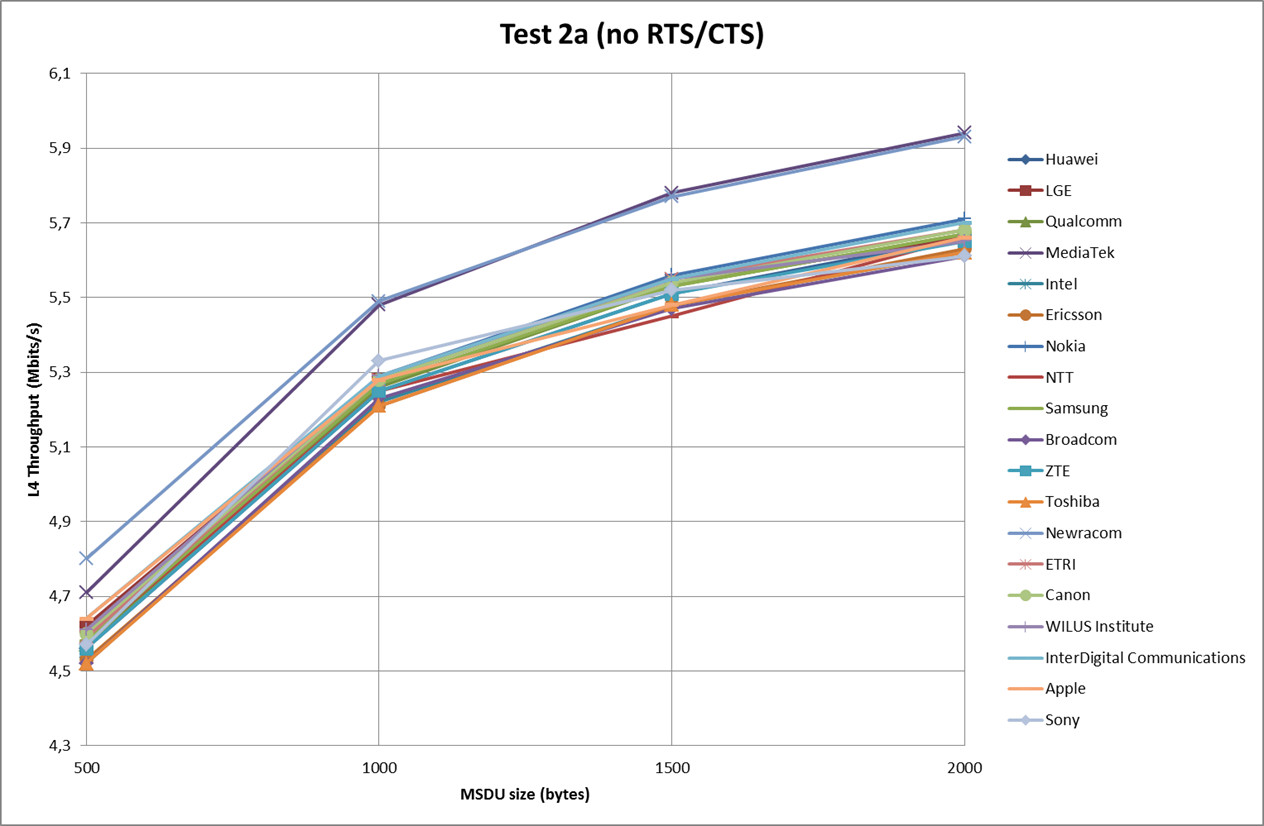 Test 2a (no RTS/CTS)
6,1
5,9
5,7
5,5
5,3
5,1
4,9
4,7
4,5
4,3
L4 Throughput (Mbits/s)
500 1000 1500 2000
MSDU size (bytes)
Huawei
LGE
Qualcomm
MediaTek
Intel
Ericsson
Nokia
NTT
Samsung
Broadcom
ZTE
Toshiba
Newracom
ETRI
Canon
WILUS Institute
InterDigital Communications
Apple
Sony